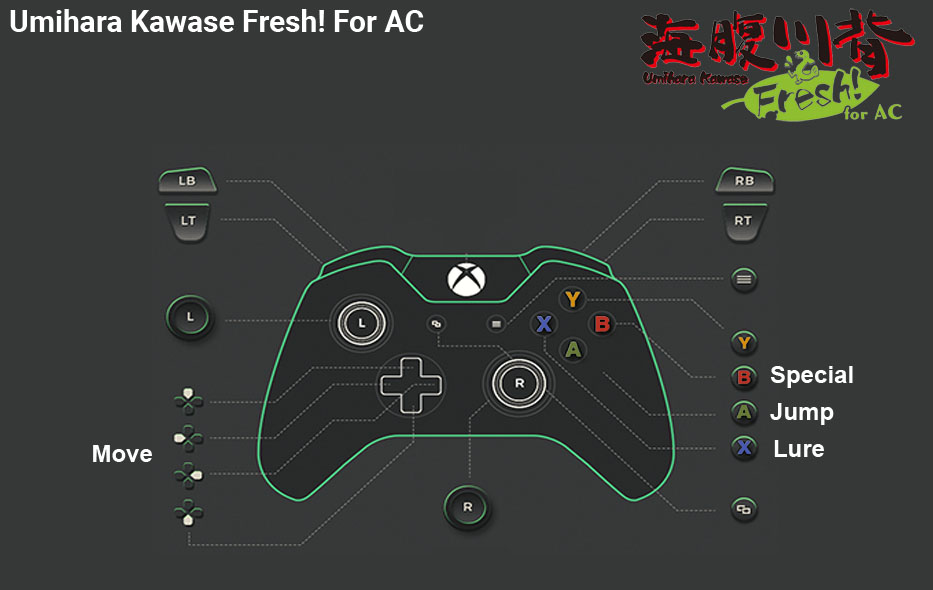 Umihara Kawase Fresh! For AC
海腹川背
Umihara Kawase
Fresh!
for AC
LB
RB
LT
RT
Y
L
L
X
B
Y
A
R
B Special
A Jump
Move
X Lure
R